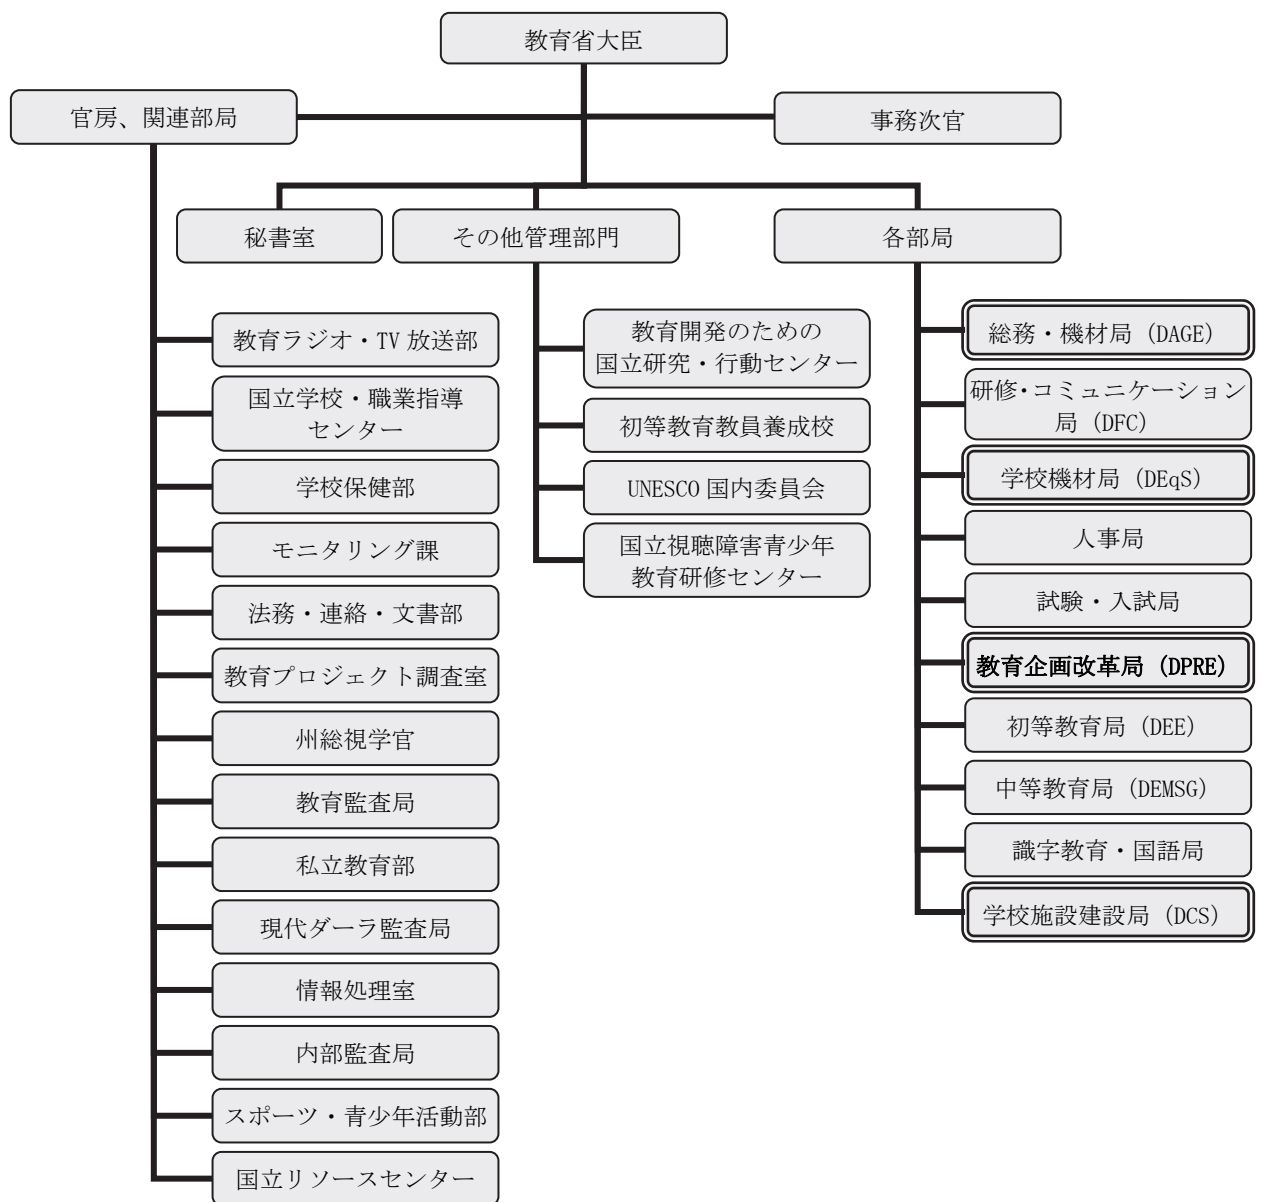 教育省大臣
官房、関連部局
事務次官
秘書室
その他管理部門
各部局
教育ラジオ・TV 放送部
国立学校・職業指導
センター
学校保健部
モニタリング課
法務・連絡・文書部
教育プロジェクト調査室
州総視学官
教育監査局
私立教育部
現代ダーラ監査局
情報処理室
内部監査局
スポーツ・青少年活動部
国立リソースセンター
教育開発のための
国立研究・行動センター
初等教育教員養成校
UNESCO 国内委員会
国立視聴障害青少年
教育研修センター
総務・機材局 (DAGE)
研修・コミュニケーション
局 (DFC)
学校機材局 (DEqS)
人事局
試験・入試局
教育企画改革局 (DPRE)
初等教育局 (DEE)
中等教育局 (DEMSG)
識字教育・国語局
学校施設建設局 (DCS)